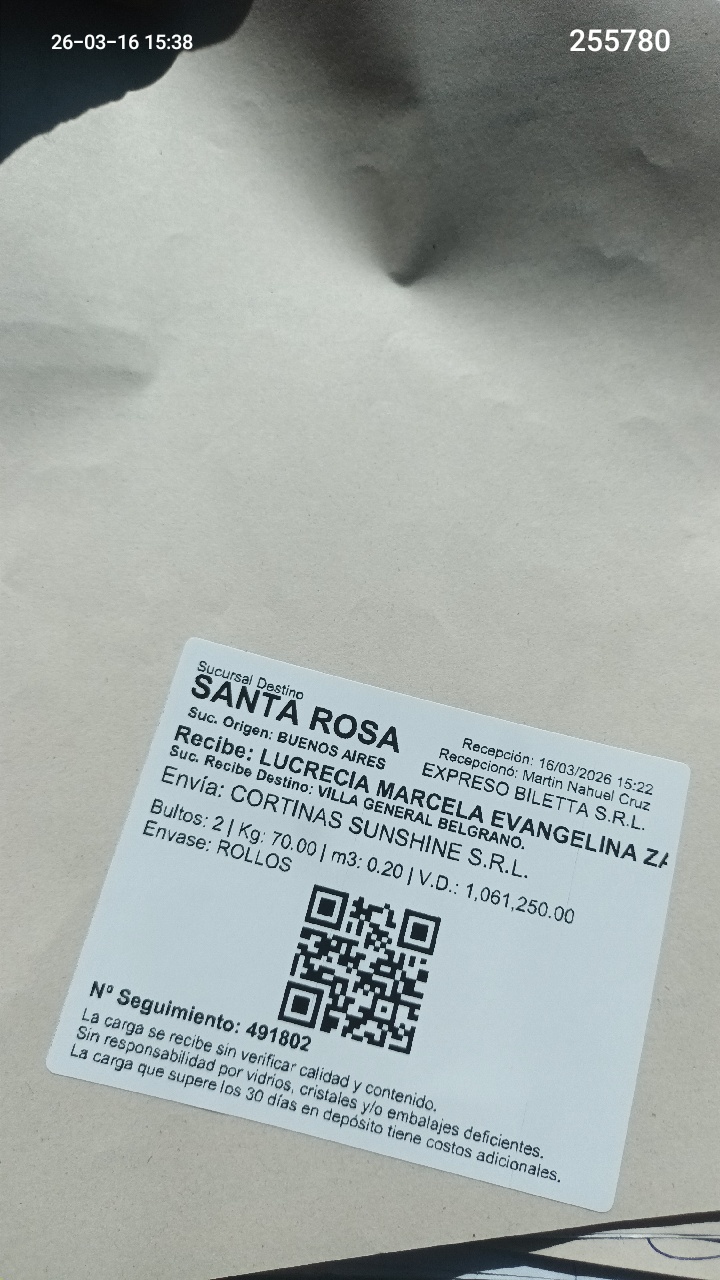 26-03-16 15:38
255780
Sucursal Destino
SANTA ROSA
Suc. Origen: BUENOS AIRES
Recepción: 16/03/2026 15:22
Recepcionó: Martin Nahuel Cruz
EXPRESO BILETTA S.R.L.
Recibe: LUCRECIA MARCELA EVANGELINA
Suc. Recibe Destino: VILLA GENERAL BELGRANO.
Envía: CORTINAS SUNSHINE S.R.L.
Bultos: 2 | Kg: 70.00 | m3: 0.20 | V.D.: 1,061,250.00
Envase: ROLLOS
Nº Seguimiento: 491802
La carga se recibe sin verificar calidad y contenido.
Sin responsabilidad por vidrios, cristales y/o embalajes deficientes.
La carga que supere los 30 días en depósito tiene costos adicionales.